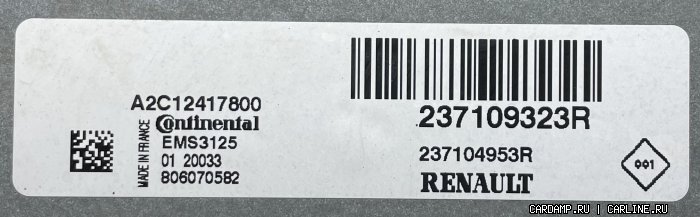 A2C12417800
MADE IN FRANCE
Continental
EMS3125
01 20033
806070582
237109323R
237104953R
RENAULT
001
CARDAMP.RU | CARLINE.RU